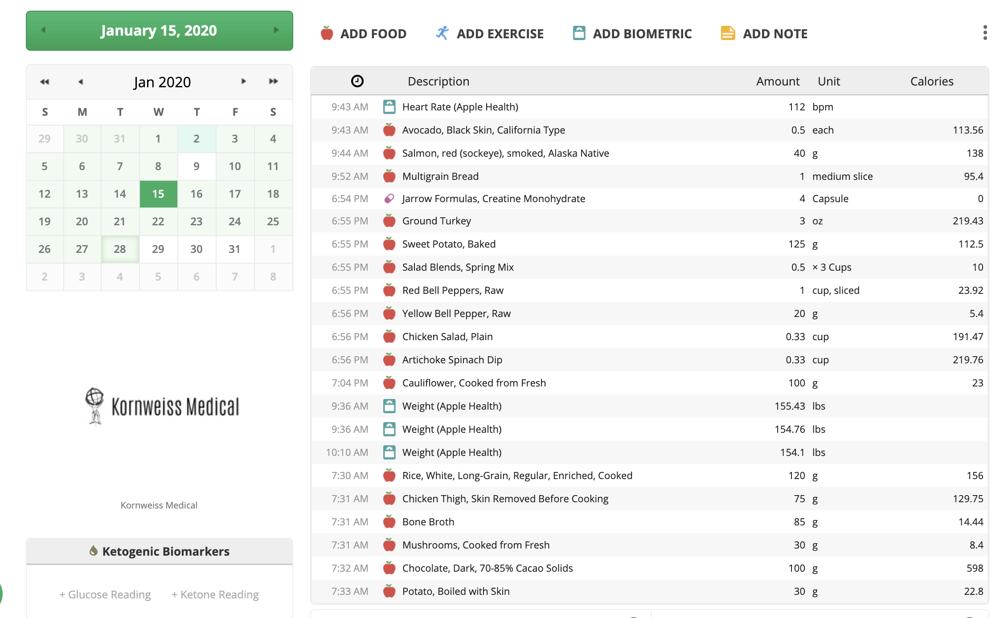 January 15, 2020
Jan 2020
S M T W T F S
29 30 31 1 2 3 4
5 6 7 8 9 10 11
12 13 14 15 16 17 18
19 20 21 22 23 24 25
26 27 28 29 30 31 1
2 3 4 5 6 7 8
Kornweiss Medical
Kornweiss Medical
Ketogenic Biomarkers
+ Glucose Reading + Ketone Reading
ADD FOOD ADD EXERCISE ADD BIOMETRIC ADD NOTE
Description Amount Unit Calories
9:43 AM Heart Rate (Apple Health) 112 bpm
9:43 AM Avocado, Black Skin, California Type 0.5 each 113.56
9:44 AM Salmon, red (sockeye), smoked, Alaska Native 40 g 138
9:52 AM Multigrain Bread 1 medium slice 95.4
6:54 PM Jarrow Formulas, Creatine Monohydrate 4 Capsule 0
6:55 PM Ground Turkey 3 oz 219.43
6:55 PM Sweet Potato, Baked 125 g 112.5
6:55 PM Salad Blends, Spring Mix 0.5 × 3 Cups 10
6:55 PM Red Bell Peppers, Raw 1 cup, sliced 23.92
6:56 PM Yellow Bell Pepper, Raw 20 g 5.4
6:56 PM Chicken Salad, Plain 0.33 cup 191.47
6:56 PM Artichoke Spinach Dip 0.33 cup 219.76
7:04 PM Cauliflower, Cooked from Fresh 100 g 23
9:36 AM Weight (Apple Health) 155.43 lbs
9:36 AM Weight (Apple Health) 154.76 lbs
10:10 AM Weight (Apple Health) 154.1 lbs
7:30 AM Rice, White, Long-Grain, Regular, Enriched, Cooked 120 g 156
7:31 AM Chicken Thigh, Skin Removed Before Cooking 75 g 129.75
7:31 AM Bone Broth 85 g 14.44
7:31 AM Mushrooms, Cooked from Fresh 30 g 8.4
7:32 AM Chocolate, Dark, 70-85% Cacao Solids 100 g 598
7:33 AM Potato, Boiled with Skin 30 g 22.8